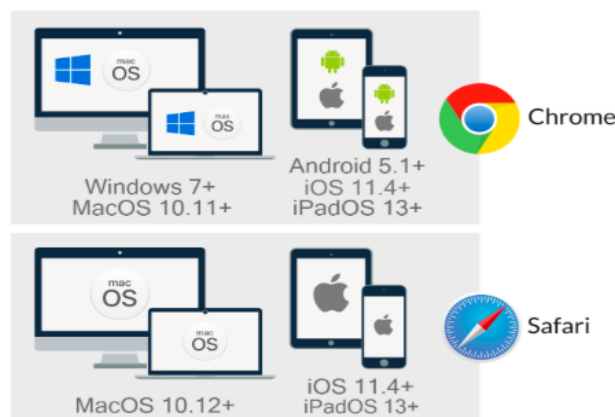 mac
OS
mac
OS
Windows 7+
MacOS 10.11+
Android 5.1+
iOS 11.4+
iPadOS 13+
Chrome
mac
OS
mac
OS
MacOS 10.12+
iOS 11.4+
iPadOS 13+
Safari